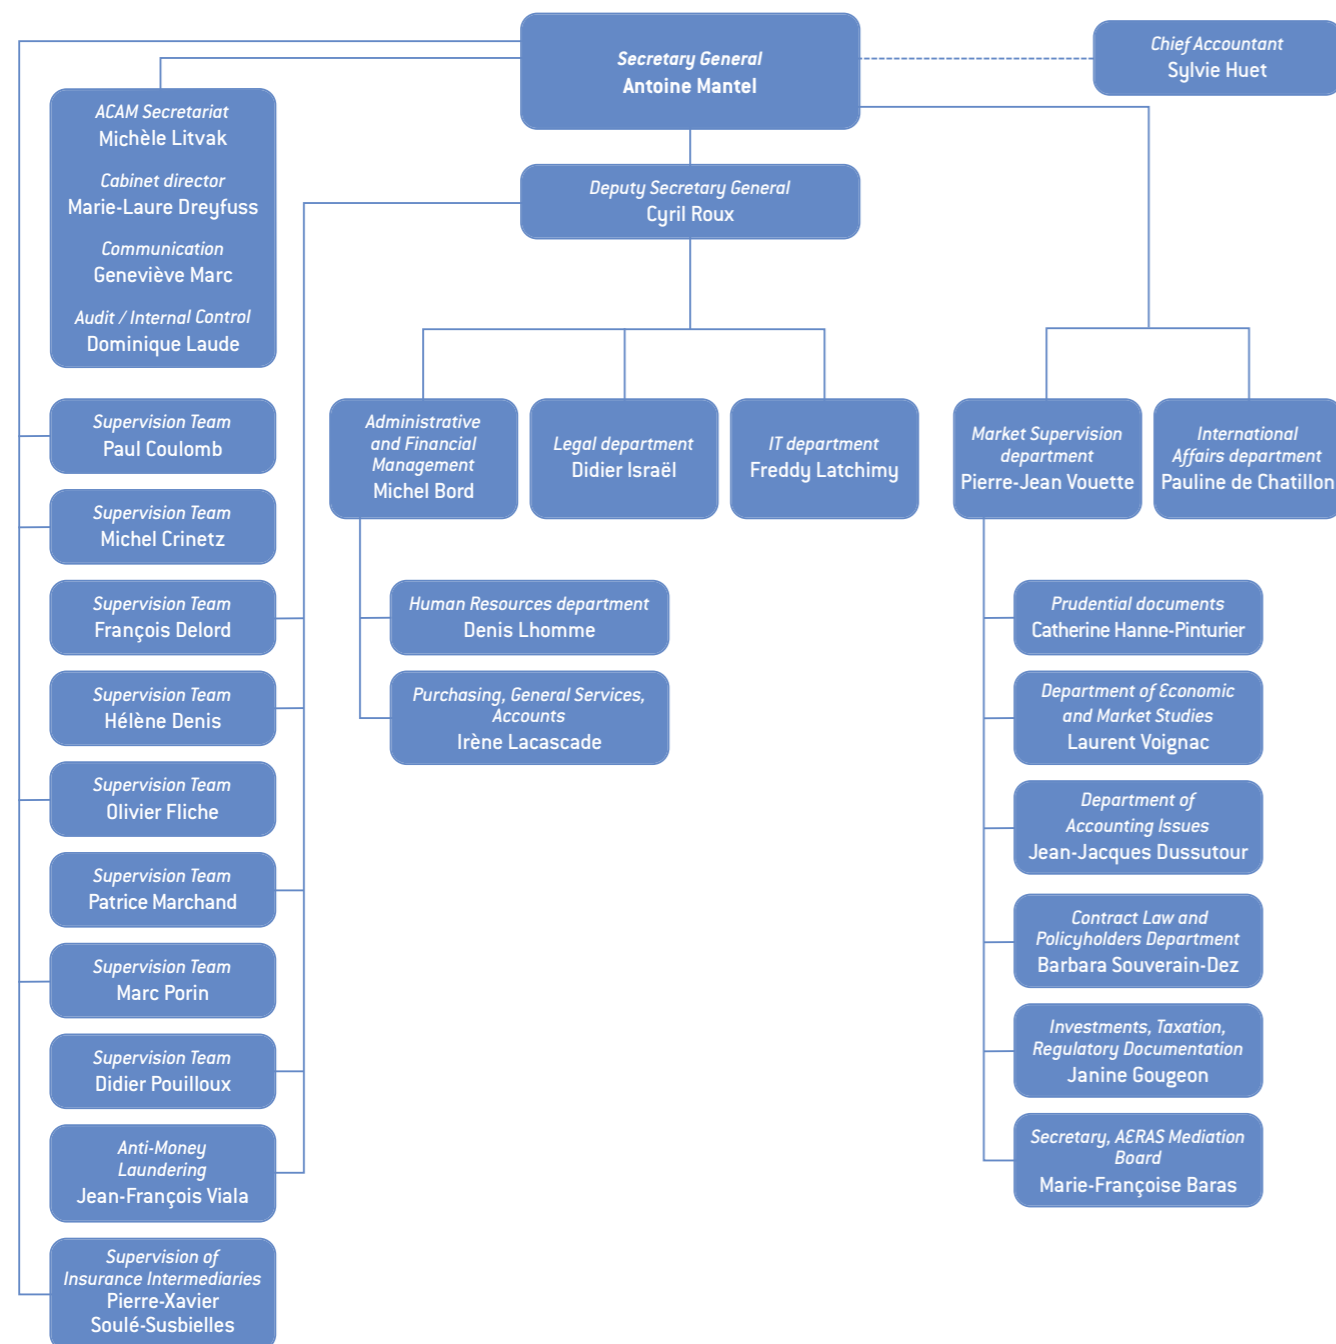 Secretary General
Antoine Mantel
Chief Accountant
Sylvie Huet
ACAM Secretariat
Michèle Litvak
Cabinet director
Marie-Laure Dreyfuss
Communication
Geneviève Marc
Audit / Internal Control
Dominique Laude
Deputy Secretary General
Cyril Roux
Supervision Team
Paul Coulomb
Supervision Team
Michel Crinetz
Supervision Team
François Delord
Supervision Team
Hélène Denis
Supervision Team
Olivier Fliche
Supervision Team
Patrice Marchand
Supervision Team
Marc Porin
Supervision Team
Didier Pouilloux
Anti-Money
Laundering
Jean-François Viala
Supervision of
Insurance Intermediaries
Pierre-Xavier
Soulé-Susbielles
Administrative
and Financial
Management
Michel Bord
Legal department
Didier Israël
IT department
Freddy Latchimy
Human Resources department
Denis Lhomme
Purchasing, General Services,
Accounts
Irène Lacascade
Market Supervision
department
Pierre-Jean Vouette
International
Affairs department
Pauline de Chatillon
Prudential documents
Catherine Hanne-Pinturier
Department of Economic
and Market Studies
Laurent Voignac
Department of
Accounting Issues
Jean-Jacques Dussutour
Contract Law and
Policyholders Department
Barbara Souverain-Dez
Investments, Taxation,
Regulatory Documentation
Janine Gougeon
Secretary, AERAS Mediation
Board
Marie-Françoise Baras